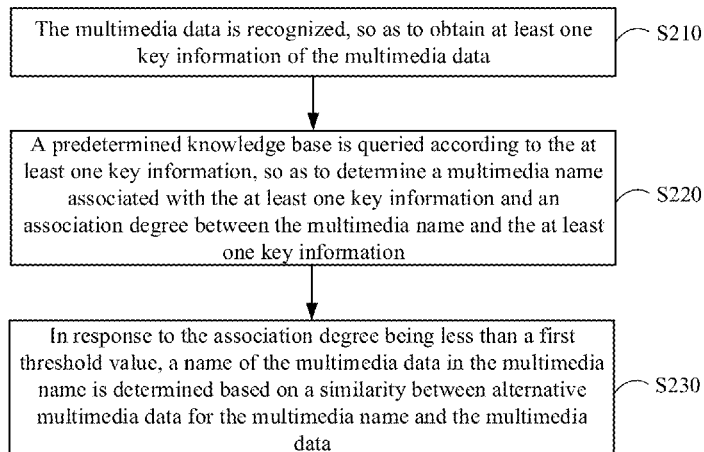 The multimedia data is recognized, so as to obtain at least one
key information of the multimedia data
S210
A predetermined knowledge base is queried according to the at
least one key information, so as to determine a multimedia name
associated with the at least one key information and an
association degree between the multimedia name and the at least
one key information
S220
In response to the association degree being less than a first
threshold value, a name of the multimedia data in the multimedia
name is determined based on a similarity between alternative
multimedia data for the multimedia name and the multimedia
data
S230